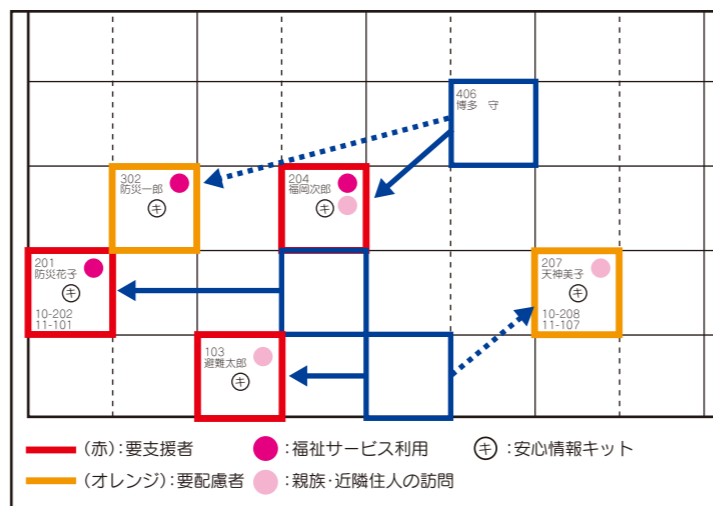 406
博多 守
302
防災一郎
㋖
204
福岡次郎
㋖
201
防災花子
㋖
10-202
11-101
207
天神美子
㋖
10-208
11-107
103
避難太郎
㋖
(赤):要支援者
:福祉サービス利用
㋖:安心情報キット
(オレンジ):要配慮者
:親族・近隣住人の訪問